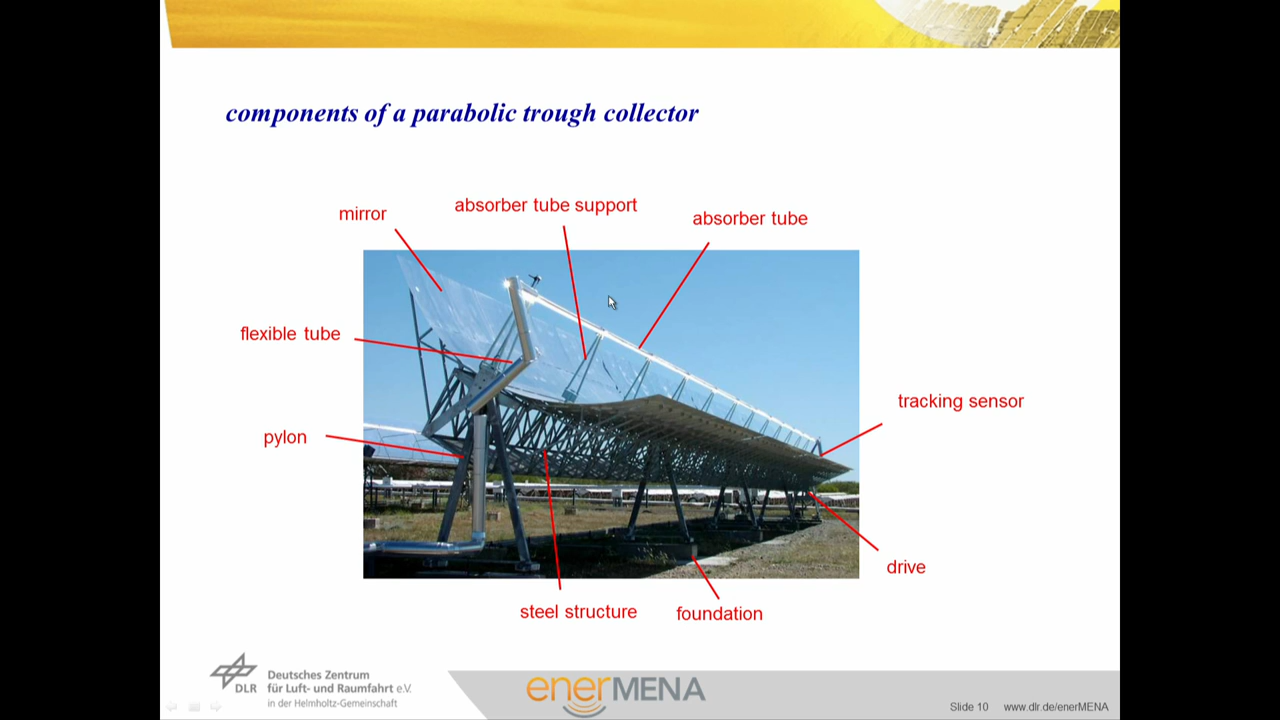 components of a parabolic trough collector
mirror
absorber tube support
absorber tube
flexible tube
tracking sensor
pylon
drive
steel structure
foundation
DLR
Deutsches Zentrum
für Luft- und Raumfahrt e.V.
in der Helmholtz-Gemeinschaft
enerMENA
Slide 10 www.dlr.de/enerMENA